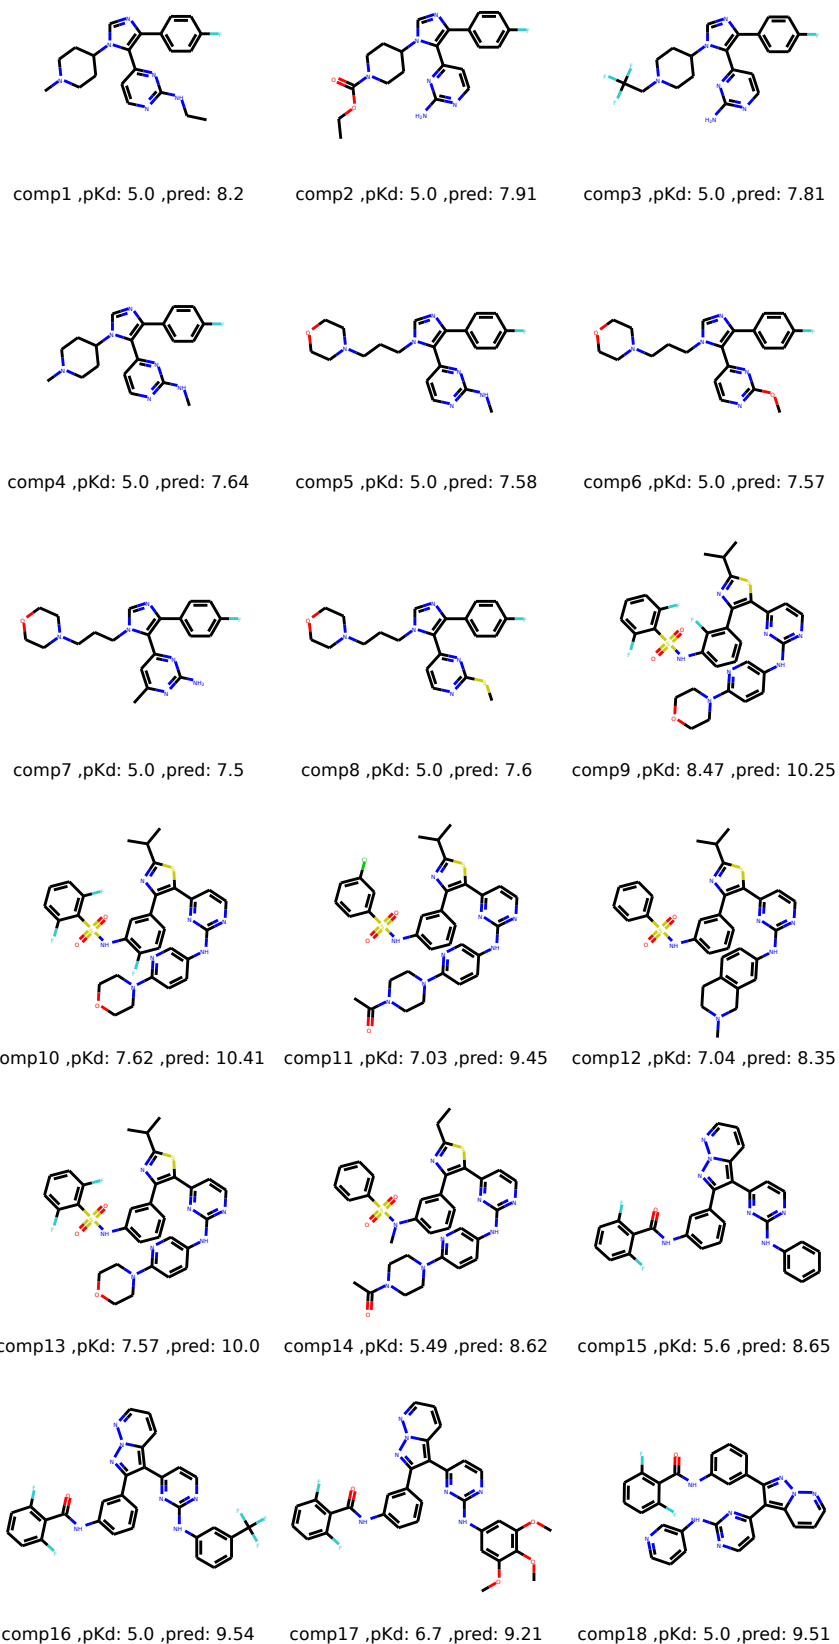 comp1 ,pKd: 5.0 ,pred: 8.2
comp2 ,pKd: 5.0 ,pred: 7.91
comp3 ,pKd: 5.0 ,pred: 7.81
comp4 ,pKd: 5.0 ,pred: 7.64
comp5 ,pKd: 5.0 ,pred: 7.58
comp6 ,pKd: 5.0 ,pred: 7.57
comp7 ,pKd: 5.0 ,pred: 7.5
comp8 ,pKd: 5.0 ,pred: 7.6
comp9 ,pKd: 8.47 ,pred: 10.25
omp10 ,pKd: 7.62 ,pred: 10.41
comp11 ,pKd: 7.03 ,pred: 9.45
comp12 ,pKd: 7.04 ,pred: 8.35
comp13 ,pKd: 7.57 ,pred: 10.0
comp14 ,pKd: 5.49 ,pred: 8.62
comp15 ,pKd: 5.6 ,pred: 8.65
comp16 ,pKd: 5.0 ,pred: 9.54
comp17 ,pKd: 6.7 ,pred: 9.21
comp18 ,pKd: 5.0 ,pred: 9.51